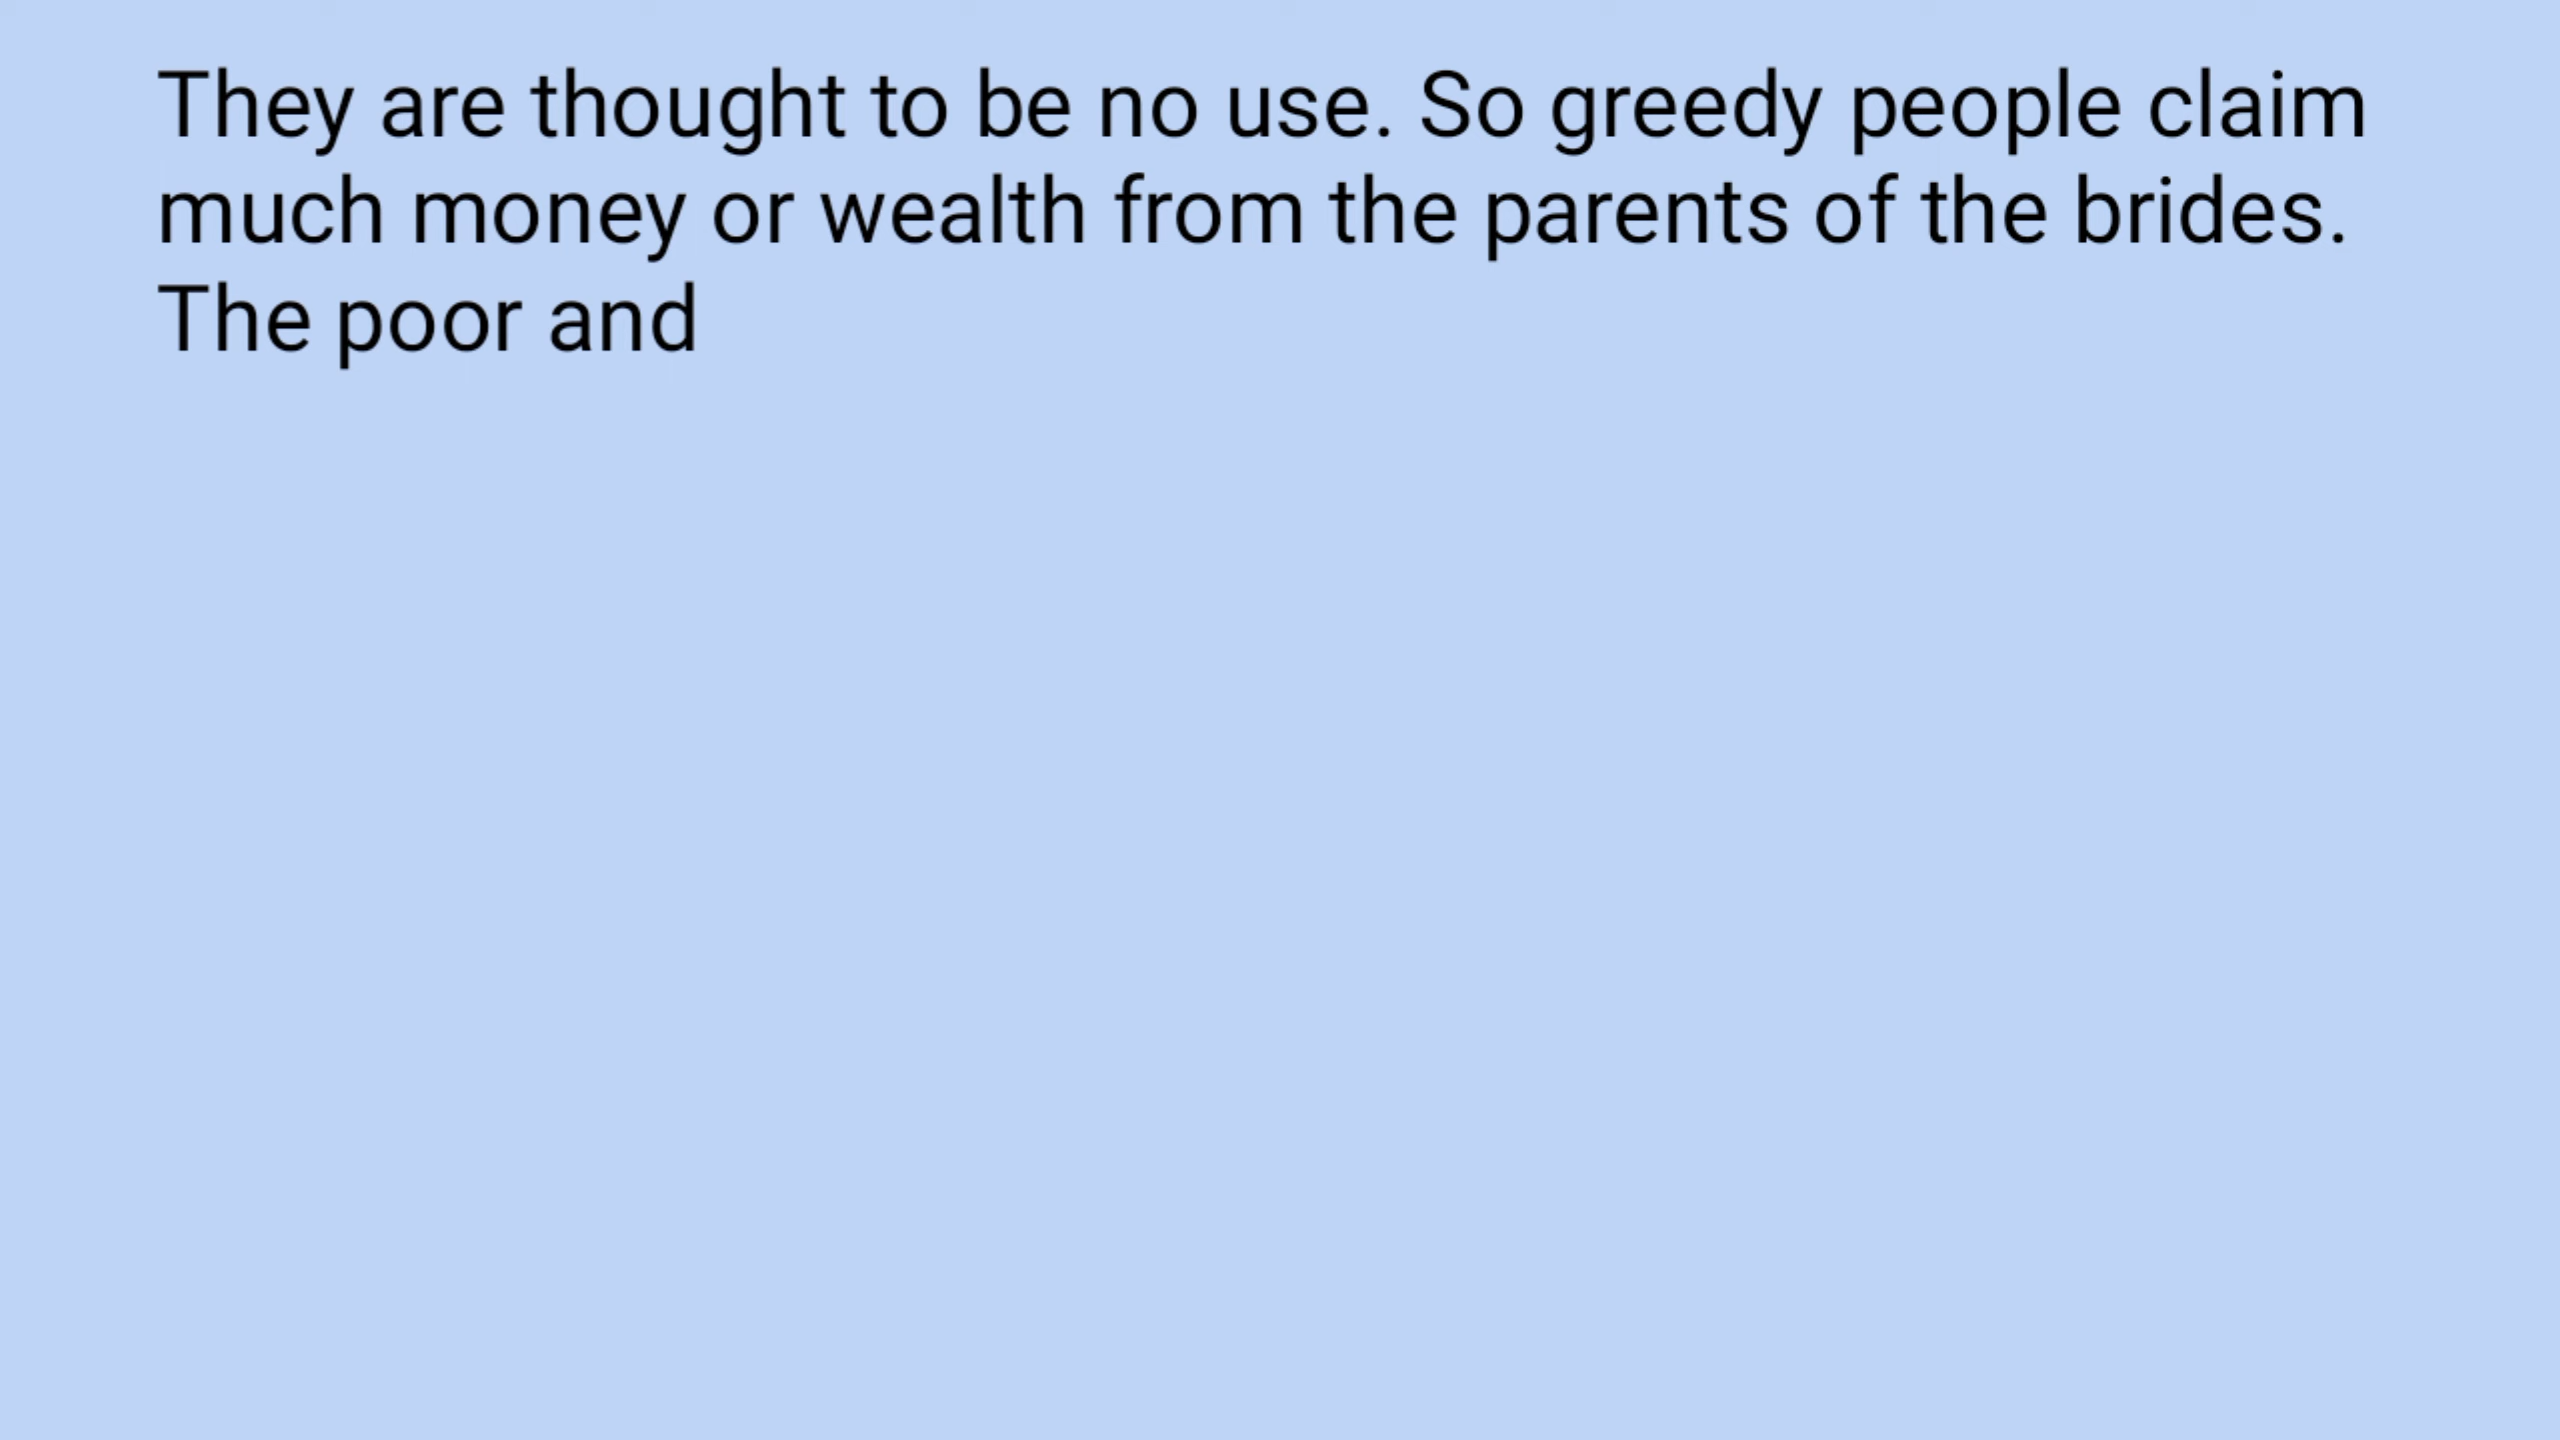 They are thought to be no use. So greedy people claim
much money or wealth from the parents of the brides.
The poor and